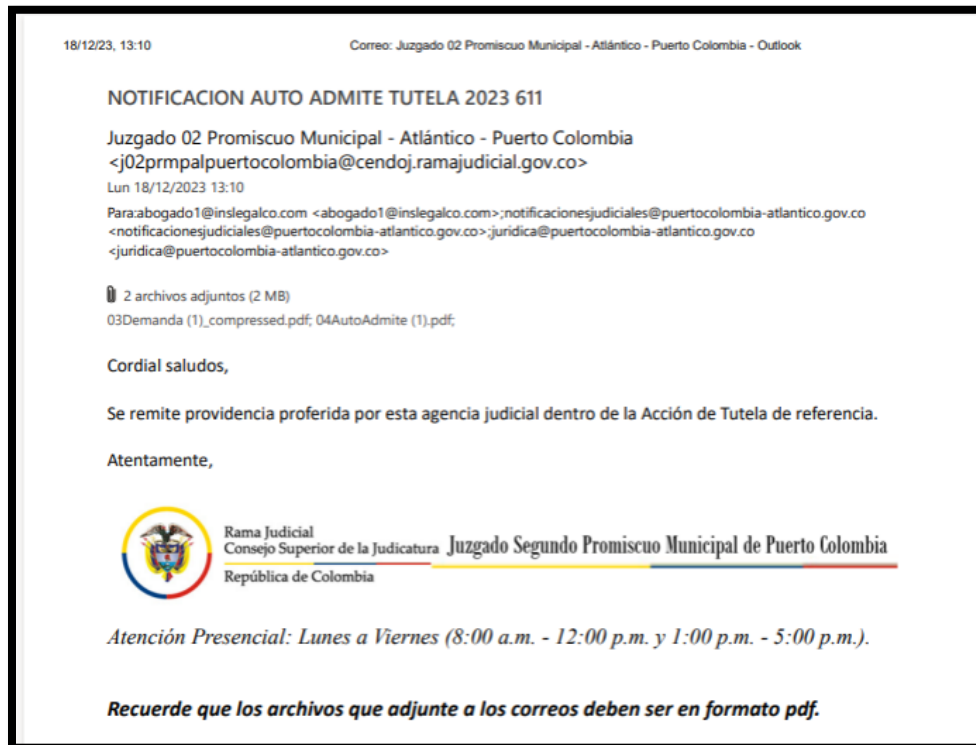 18/12/23, 13:10 Correo: Juzgado 02 Promiscuo Municipal - Atlántico - Puerto Colombia - Outlook
NOTIFICACION AUTO ADMITE TUTELA 2023 611
Juzgado 02 Promiscuo Municipal - Atlántico - Puerto Colombia
<j02prmpalpuertocolombia@cendoj.ramajudicial.gov.co>
Lun 18/12/2023 13:10
Para:abogado1@inslegalco.com <abogado1@inslegalco.com>;notificacionesjudiciales@puertocolombia-atlantico.gov.co
<notificacionesjudiciales@puertocolombia-atlantico.gov.co>;juridica@puertocolombia-atlantico.gov.co
<juridica@puertocolombia-atlantico.gov.co>
2 archivos adjuntos (2 MB)
03Demanda (1)_compressed.pdf; 04AutoAdmite (1).pdf;
Cordial saludos,
Se remite providencia proferida por esta agencia judicial dentro de la Acción de Tutela de referencia.
Atentamente,
Rama Judicial
Consejo Superior de la Judicatura Juzgado Segundo Promiscuo Municipal de Puerto Colombia
República de Colombia
Atención Presencial: Lunes a Viernes (8:00 a.m. - 12:00 p.m. y 1:00 p.m. - 5:00 p.m.).
Recuerde que los archivos que adjunte a los correos deben ser en formato pdf.